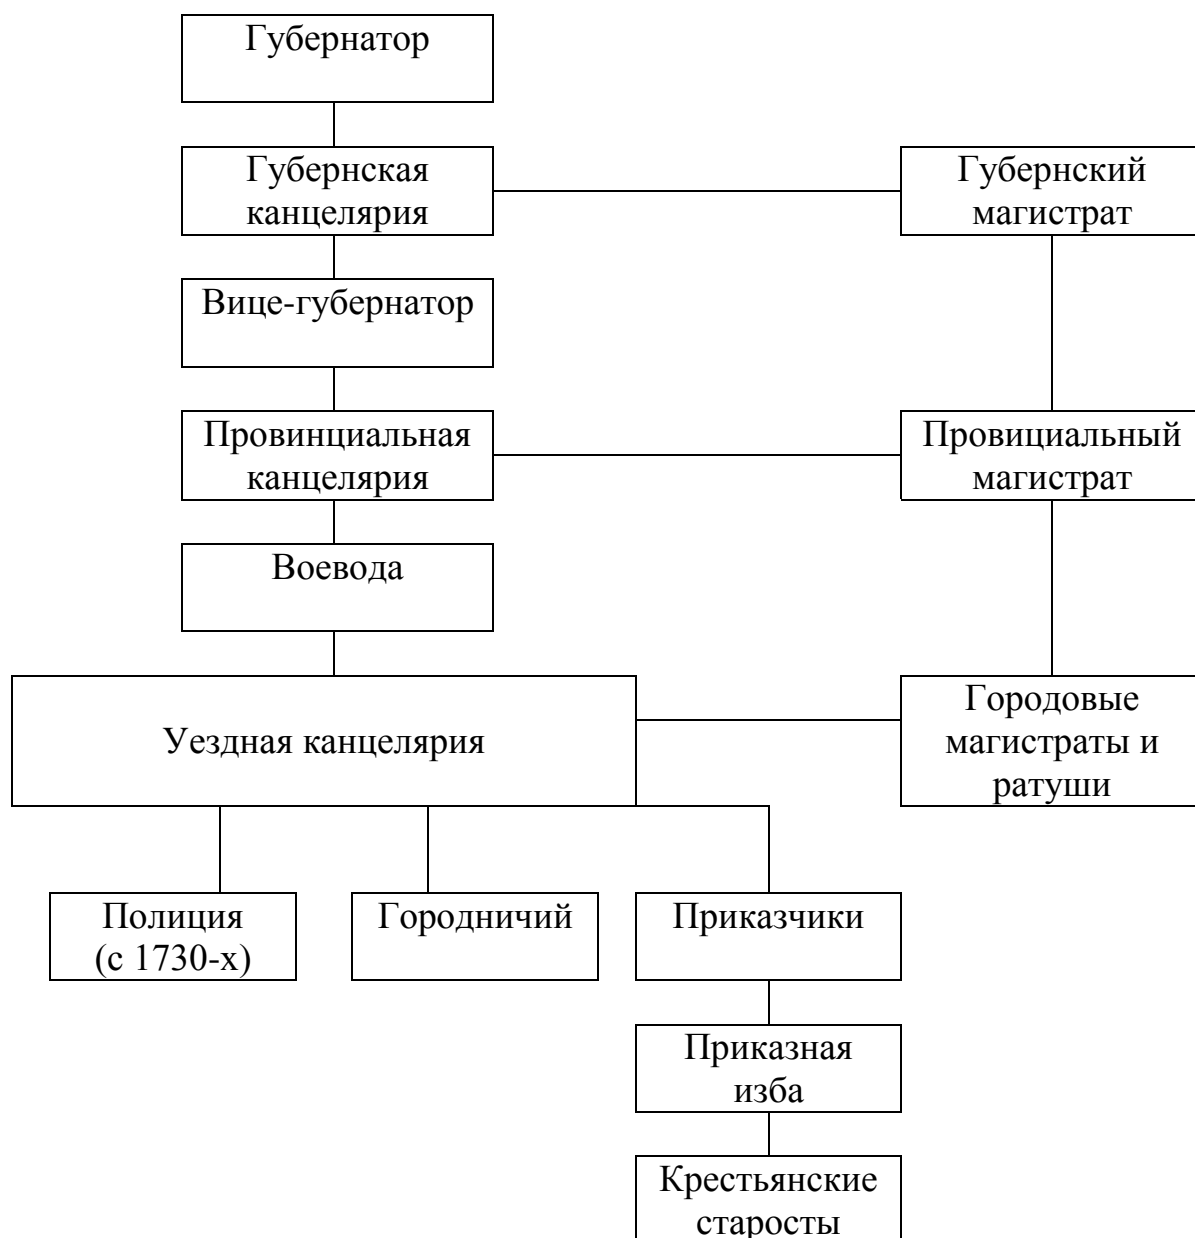 Губернатор
Губернская
канцелярия
Губернский
магистрат
Вице-губернатор
Провинциальная
канцелярия
Провициальный
магистрат
Воевода
Уездная канцелярия
Городовые
магистраты и
ратуши
Полиция
(с 1730-х)
Городничий
Приказчики
Приказная
изба
Крестьянские
старосты